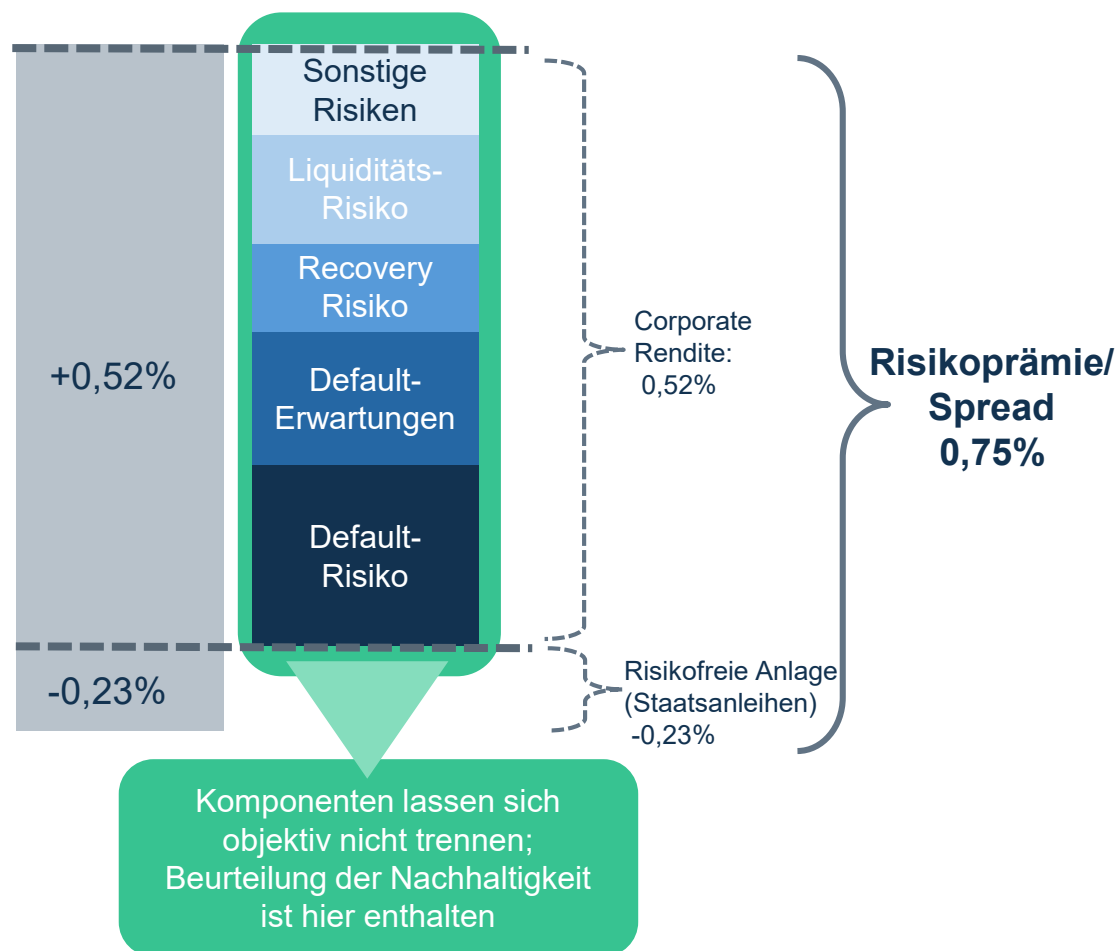 Sonstige
Risiken
Liquiditäts-
Risiko
Recovery
Risiko
Default-
Erwartungen
Default-
Risiko
+0,52%
-0,23%
Corporate
Rendite:
0,52%
Risikofreie Anlage
(Staatsanleihen)
-0,23%
Risikoprämie/
Spread
0,75%
Komponenten lassen sich
objektiv nicht trennen;
Beurteilung der Nachhaltigkeit
ist hier enthalten